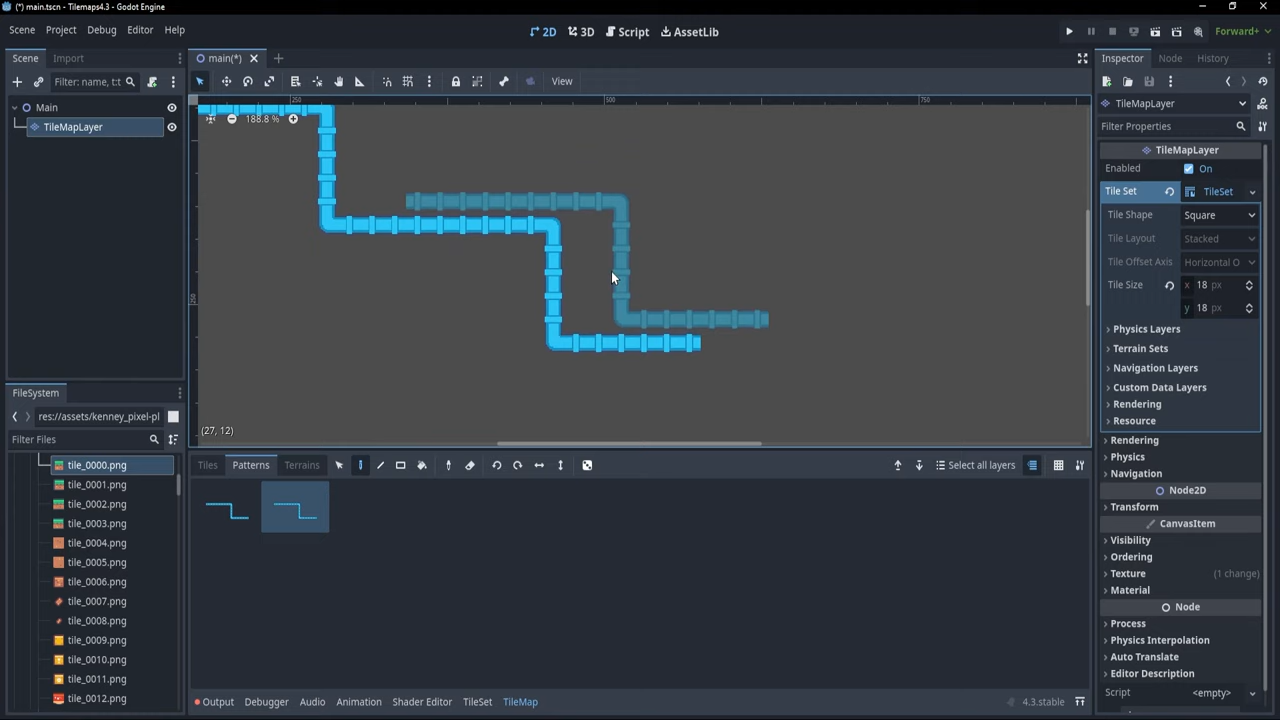 (*) main.tscn - Tilemaps4.3 - Godot Engine
Scene Project Debug Editor Help
2D 3D Script AssetLib
Forward+
Scene Import
main(*)
Inspector Node History
Filter: name, t:t
View
TileMapLayer
Main
TileMapLayer
250 500 750
188.8 %
250
(27, 12)
Filter Properties
TileMapLayer
Enabled On
Tile Set TileSet
Tile Shape Square
Tile Layout Stacked
Tile Offset Axis Horizontal O
Tile Size x 18 px
y 18 px
Physics Layers
Terrain Sets
Navigation Layers
Custom Data Layers
Rendering
Resource
Rendering
Physics
Navigation
Node2D
Transform
CanvasItem
Visibility
Ordering
Texture (1 change)
Material
Node
Process
Physics Interpolation
Auto Translate
Editor Description
Script <empty>
FileSystem
res://assets/kenney_pixel-pl
Filter Files
tile_0000.png
tile_0001.png
tile_0002.png
tile_0003.png
tile_0004.png
tile_0005.png
tile_0006.png
tile_0007.png
tile_0008.png
tile_0009.png
tile_0010.png
tile_0011.png
tile_0012.png
Tiles Patterns Terrains
Select all layers
Output Debugger Audio Animation Shader Editor TileSet TileMap
4.3.stable